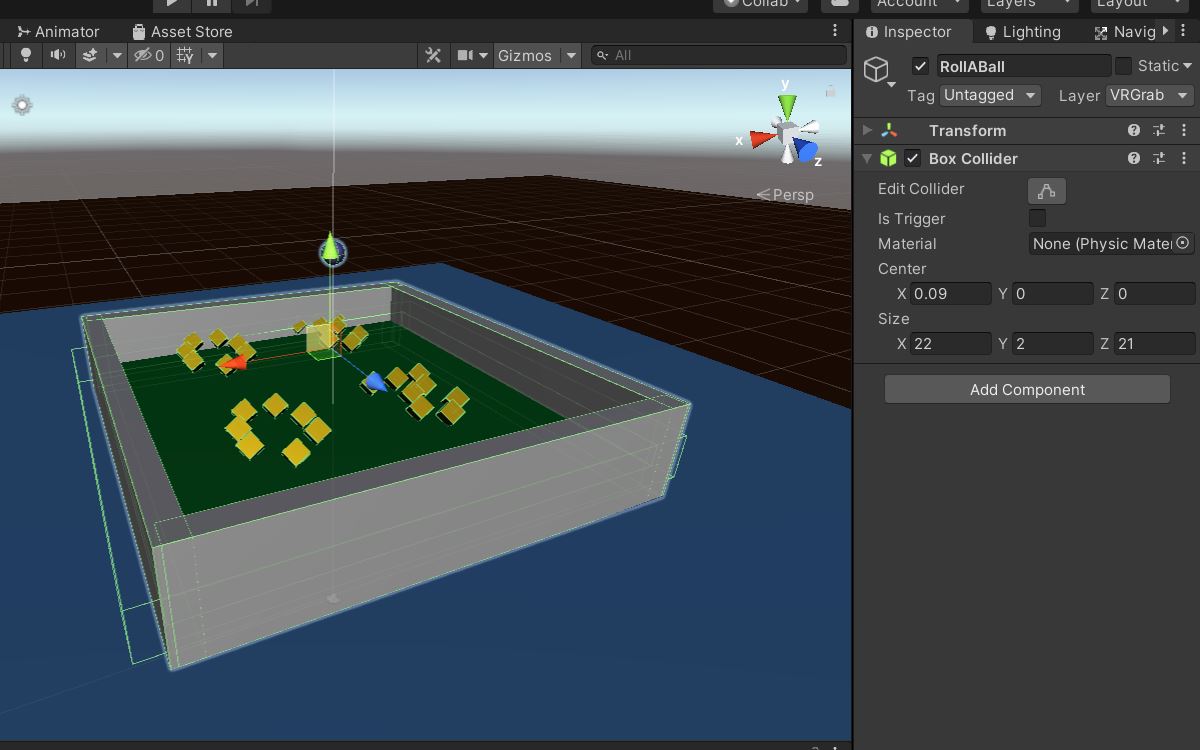 Collab
Account
Layers
Layout
Animator
Asset Store
Inspector
Lighting
Navig
0
Gizmos
All
RollABall
Static
Tag Untagged Layer VRGrab
Transform
Box Collider
Edit Collider
Is Trigger
Material None (Physic Mate
Center
X 0.09 Y 0 Z 0
Size
X 22 Y 2 Z 21
Add Component
y
x
z
Persp